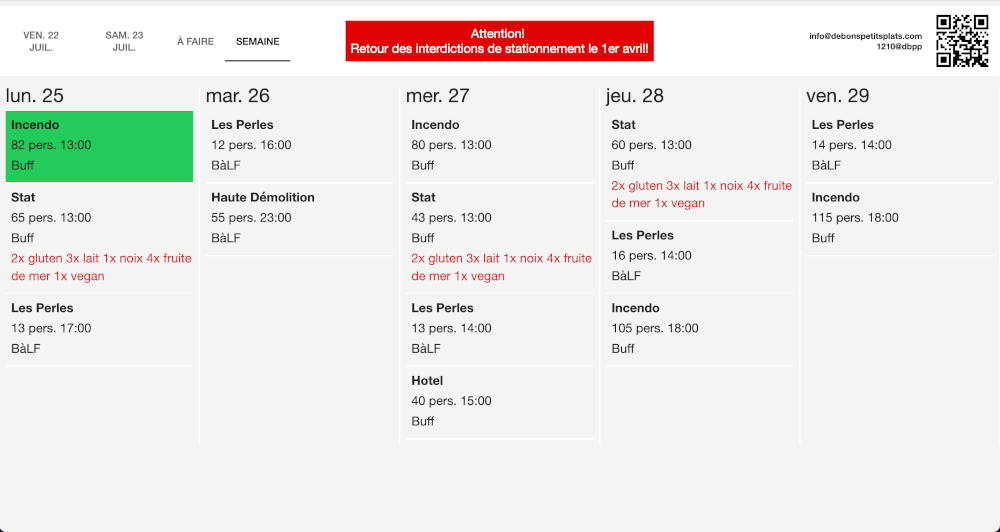 VEN. 22
JUIL.
SAM. 23
JUIL.
À FAIRE
SEMAINE
Attention!
Retour des interdictions de stationnement le 1er avril!
info@debonspetitsplats.com
1210@dbpp
lun. 25
Incendo
82 pers. 13:00
Buff
Stat
65 pers. 13:00
Buff
2x gluten 3x lait 1x noix 4x fruite
de mer 1x vegan
Les Perles
13 pers. 17:00
BàLF
mar. 26
Les Perles
12 pers. 16:00
BàLF
Haute Démolition
55 pers. 23:00
BàLF
mer. 27
Incendo
80 pers. 13:00
Buff
Stat
43 pers. 13:00
Buff
2x gluten 3x lait 1x noix 4x fruite
de mer 1x vegan
Les Perles
13 pers. 14:00
BàLF
Hotel
40 pers. 15:00
Buff
jeu. 28
Stat
60 pers. 13:00
Buff
2x gluten 3x lait 1x noix 4x fruite
de mer 1x vegan
Les Perles
16 pers. 14:00
BàLF
Incendo
105 pers. 18:00
Buff
ven. 29
Les Perles
14 pers. 14:00
BàLF
Incendo
115 pers. 18:00
Buff